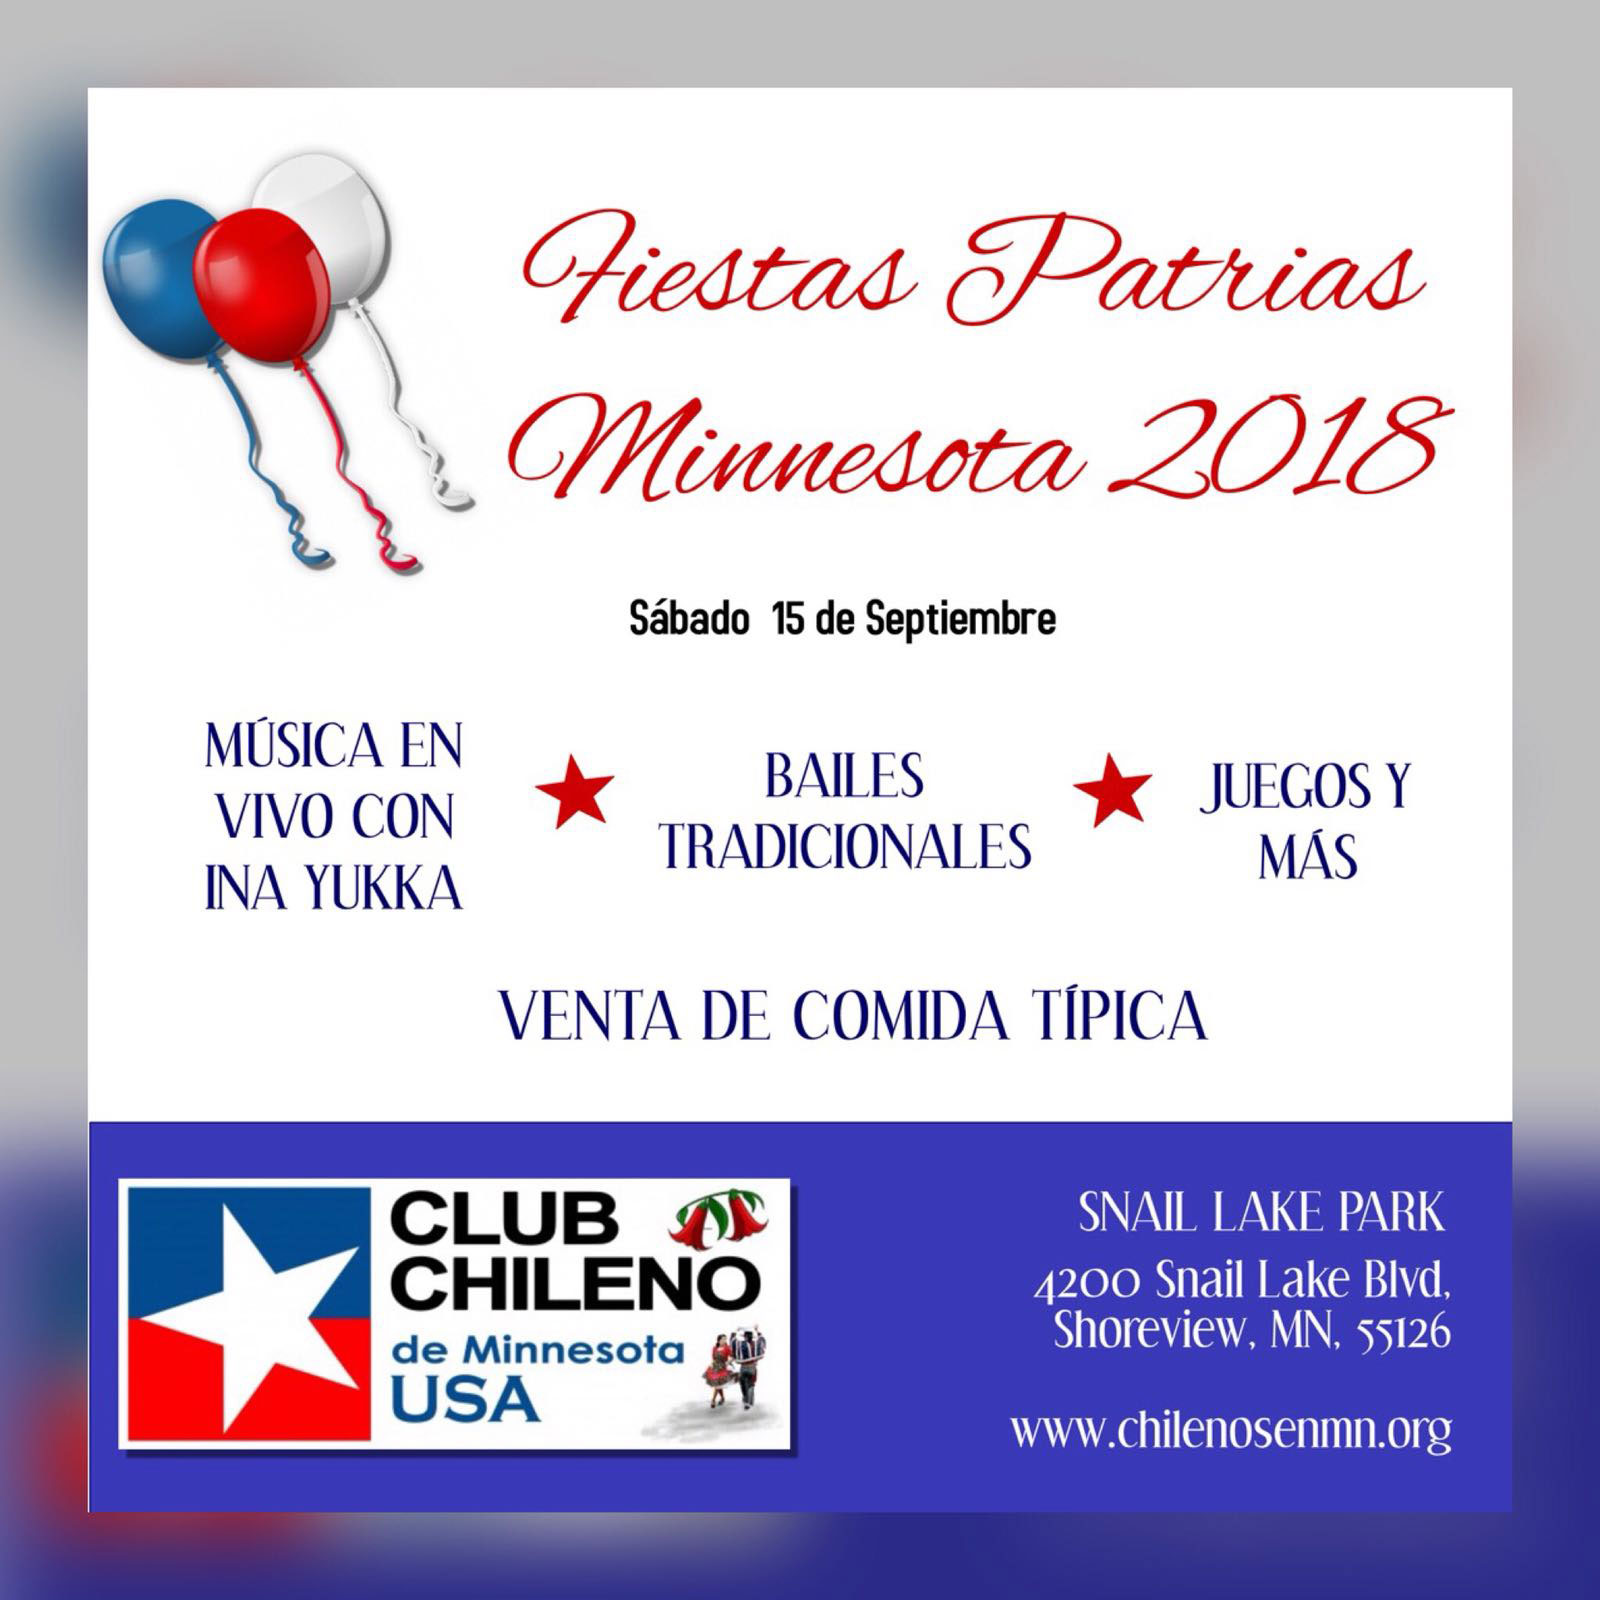 Fiestas Patrias
Minnesota 2018
Sábado 15 de Septiembre
MÚSICA EN
VIVO CON
INA YUKKA
BAILES
TRADICIONALES
JUEGOS Y
MÁS
VENTA DE COMIDA TÍPICA
CLUB
CHILENO
de Minnesota
USA
SNAIL LAKE PARK
4200 Snail Lake Blvd,
Shoreview, MN, 55126
www.chilenosenmn.org